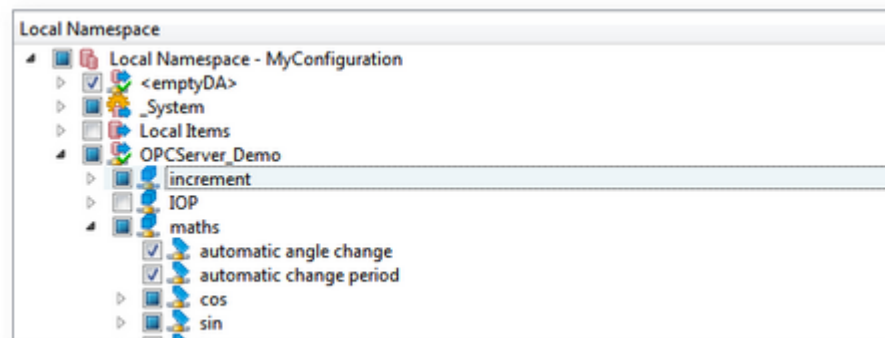 Local Namespace
Local Namespace - MyConfiguration
<emptyDA>
_System
Local Items
OPCServer_Demo
increment
IOP
maths
automatic angle change
automatic change period
cos
sin